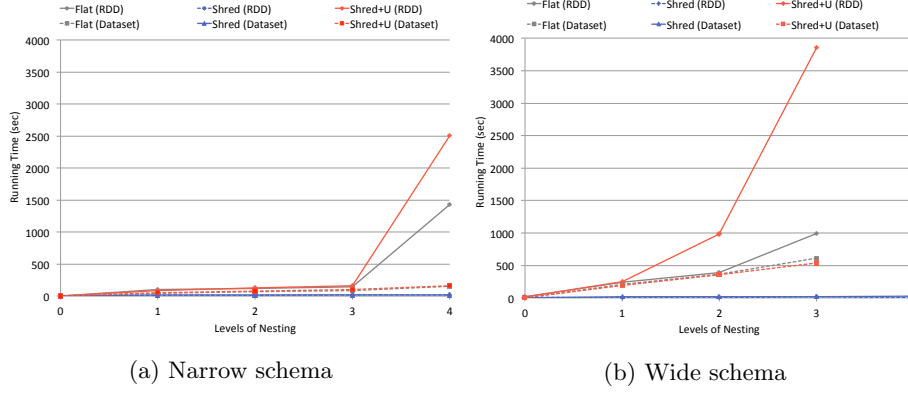 Flat (RDD) Shred (RDD) Shred+U (RDD)
Flat (Dataset) Shred (Dataset) Shred+U (Dataset)
4000
3500
3000
2500
2000
1500
1000
500
0
Running Time (sec)
0 1 2 3 4
Levels of Nesting
(a) Narrow schema
Flat (RDD) Shred (RDD) Shred+U (RDD)
Flat (Dataset) Shred (Dataset) Shred+U (Dataset)
4000
3500
3000
2500
2000
1500
1000
500
0
Running Time (sec)
0 1 2 3
Levels of Nesting
(b) Wide schema